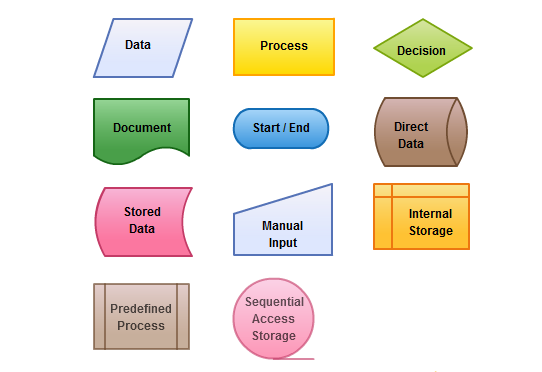 Data
Process
Decision
Document
Start / End
Direct
Data
Stored
Data
Manual
Input
Internal
Storage
Predefined
Process
Sequential
Access
Storage